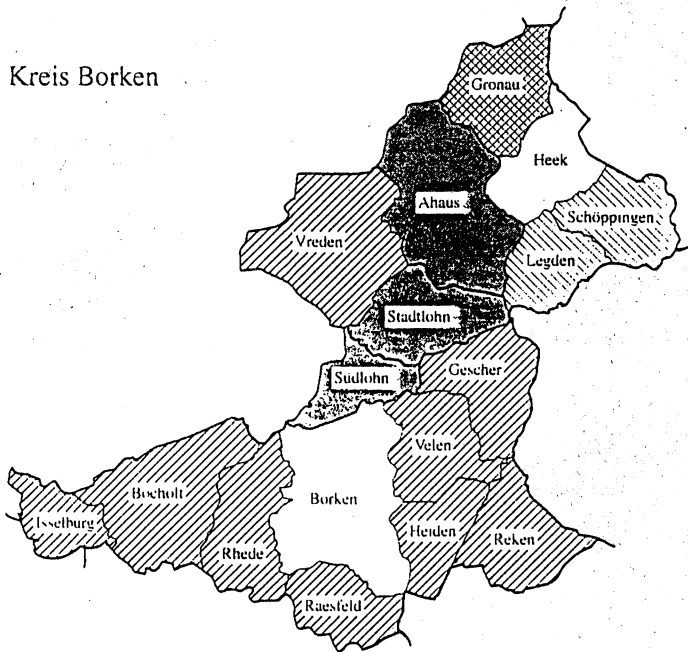 Kreis Borken
Gronau
Heek
Ahaus
Schöppingen
Vreden
Legden
Stadtlohn
Gescher
Südlohn
Velen
Bocholt
Borken
Isselburg
Heiden
Reken
Rhede
Raesfeld